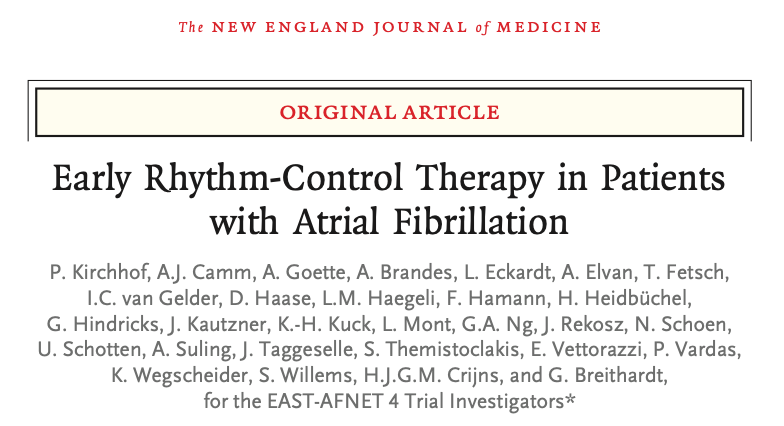 The NEW ENGLAND JOURNAL of MEDICINE
ORIGINAL ARTICLE
Early Rhythm-Control Therapy in Patients
with Atrial Fibrillation
P. Kirchhof, A.J. Camm, A. Goette, A. Brandes, L. Eckardt, A. Elvan, T. Fetsch,
I.C. van Gelder, D. Haase, L.M. Haegeli, F. Hamann, H. Heidbüchel,
G. Hindricks, J. Kautzner, K.-H. Kuck, L. Mont, G.A. Ng, J. Rekosz, N. Schoen,
U. Schotten, A. Suling, J. Taggeselle, S. Themistoclakis, E. Vettorazzi, P. Vardas,
K. Wegscheider, S. Willems, H.J.G.M. Crijns, and G. Breithardt,
for the EAST-AFNET 4 Trial Investigators*